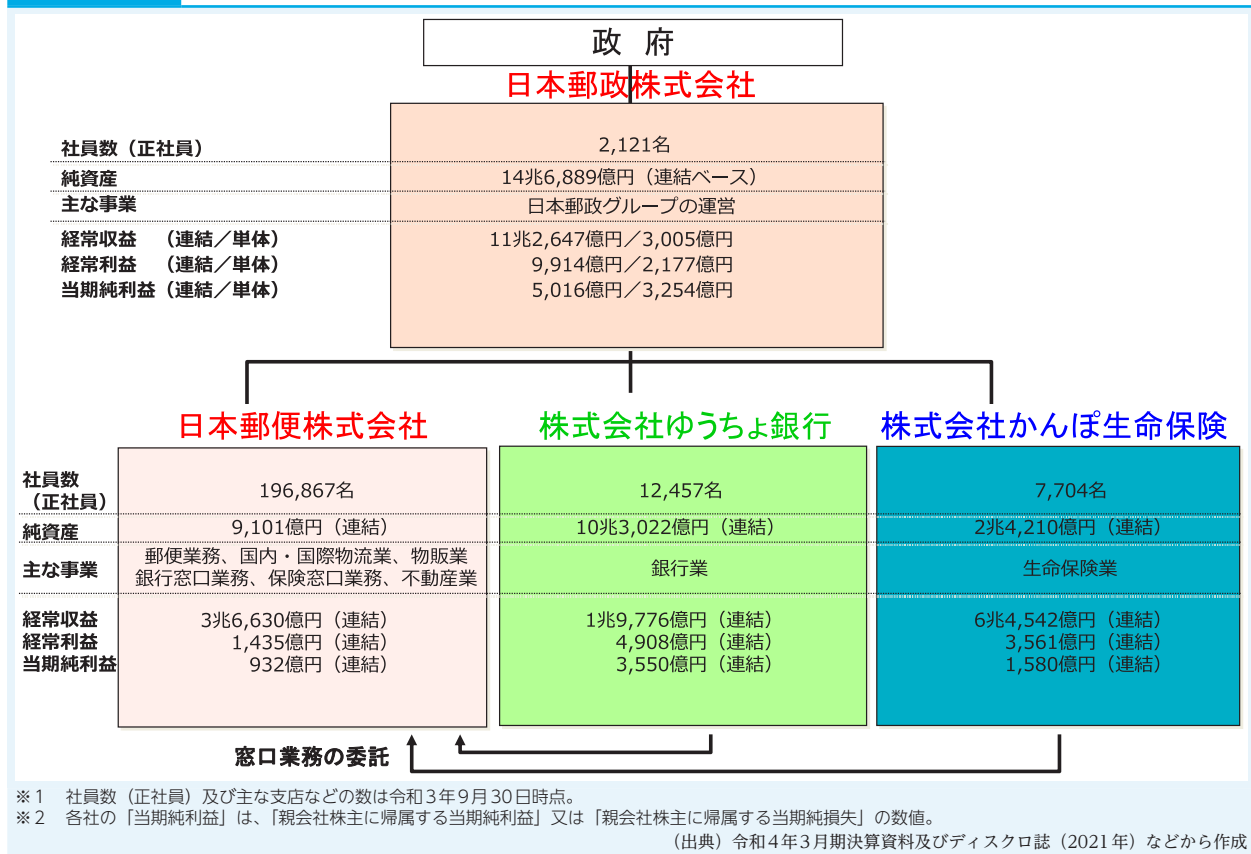 政 府
日本郵政株式会社
社員数（正社員） 2,121名
純資産 14兆6,889億円（連結ベース）
主な事業 日本郵政グループの運営
経常収益 （連結／単体） 11兆2,647億円／3,005億円
経常利益 （連結／単体） 9,914億円／2,177億円
当期純利益（連結／単体） 5,016億円／3,254億円
日本郵便株式会社 株式会社ゆうちょ銀行 株式会社かんぽ生命保険
社員数
（正社員） 196,867名 12,457名 7,704名
純資産 9,101億円（連結） 10兆3,022億円（連結） 2兆4,210億円（連結）
主な事業 郵便業務、国内・国際物流業、物販業
銀行窓口業務、保険窓口業務、不動産業 銀行業 生命保険業
経常収益 3兆6,630億円（連結） 1兆9,776億円（連結） 6兆4,542億円（連結）
経常利益 1,435億円（連結） 4,908億円（連結） 3,561億円（連結）
当期純利益 932億円（連結） 3,550億円（連結） 1,580億円（連結）
窓口業務の委託
※1 社員数（正社員）及び主な支店などの数は令和3年9月30日時点。
※2 各社の「当期純利益」は、「親会社株主に帰属する当期純利益」又は「親会社株主に帰属する当期純損失」の数値。
（出典）令和4年3月期決算資料及びディスクロ誌（2021年）などから作成